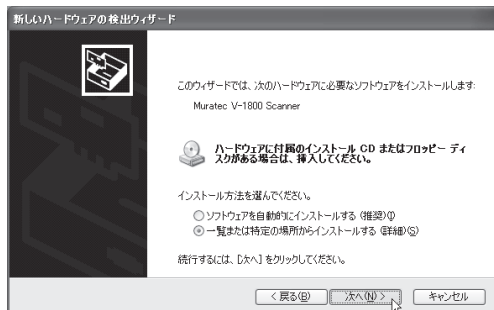 新しいハードウェアの検出ウィザード
このウィザードでは、次のハードウェアに必要なソフトウェアをインストールします:
Muratec V-1800 Scanner
ハードウェアに付属のインストール CD またはフロッピー ディ
スクがある場合は、挿入してください。
インストール方法を選んでください。
ソフトウェアを自動的にインストールする (推奨)(I)
一覧または特定の場所からインストールする (詳細)(S)
続行するには、[次へ] をクリックしてください。
< 戻る(B)
次へ(N) >
キャンセル